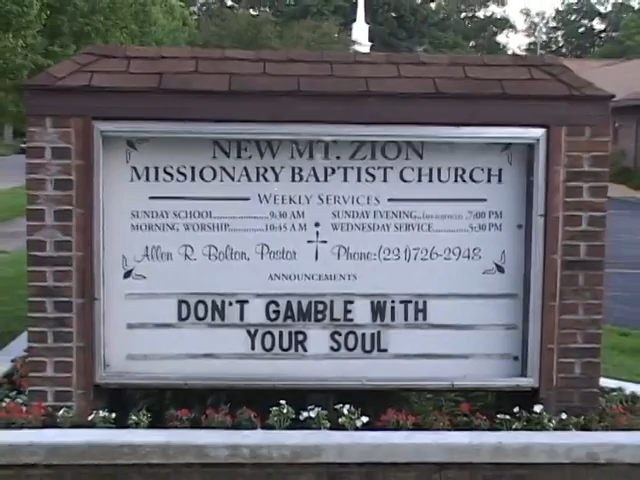 NEW MT. ZION
MISSIONARY BAPTIST CHURCH
WEEKLY SERVICES
SUNDAY SCHOOL....................9:30 AM
MORNING WORSHIP............10:45 AM
SUNDAY EVENING... 7:00 PM
WEDNESDAY SERVICE..............5:30 PM
Allen R. Bolton, Pastor Phone:(231)726-2948
ANNOUNCEMENTS
DON'T GAMBLE WiTH
YOUR SOUL